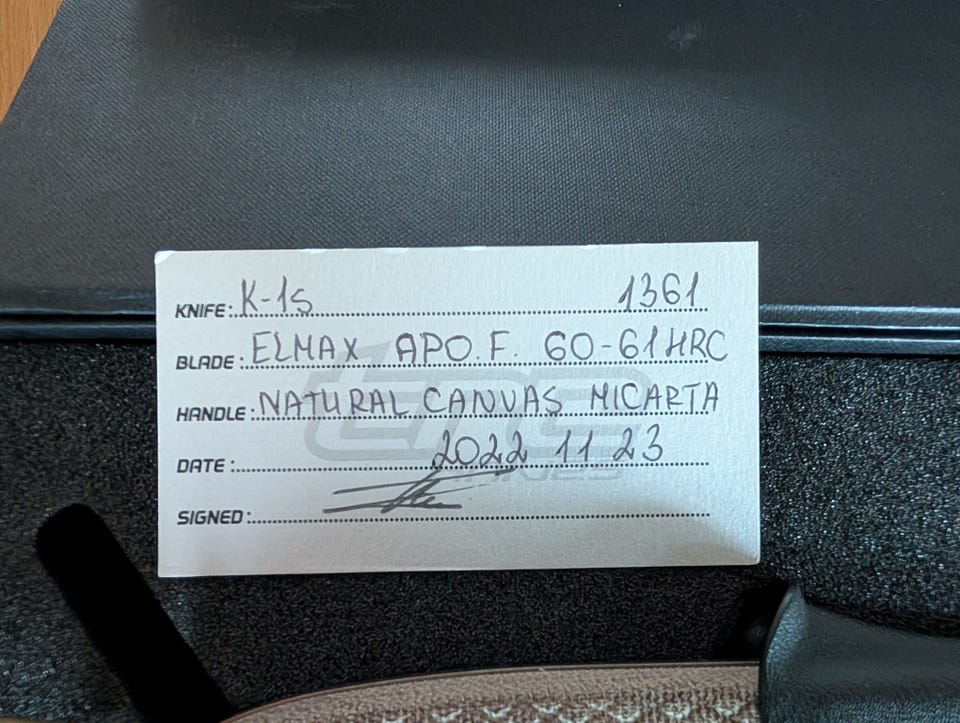 KNIFE: K-1s 1361
BLADE: ELMAX APO.F. 60-61HRC
HANDLE: NATURAL CANVAS MICARTA
DATE: 2022 11 23
SIGNED: